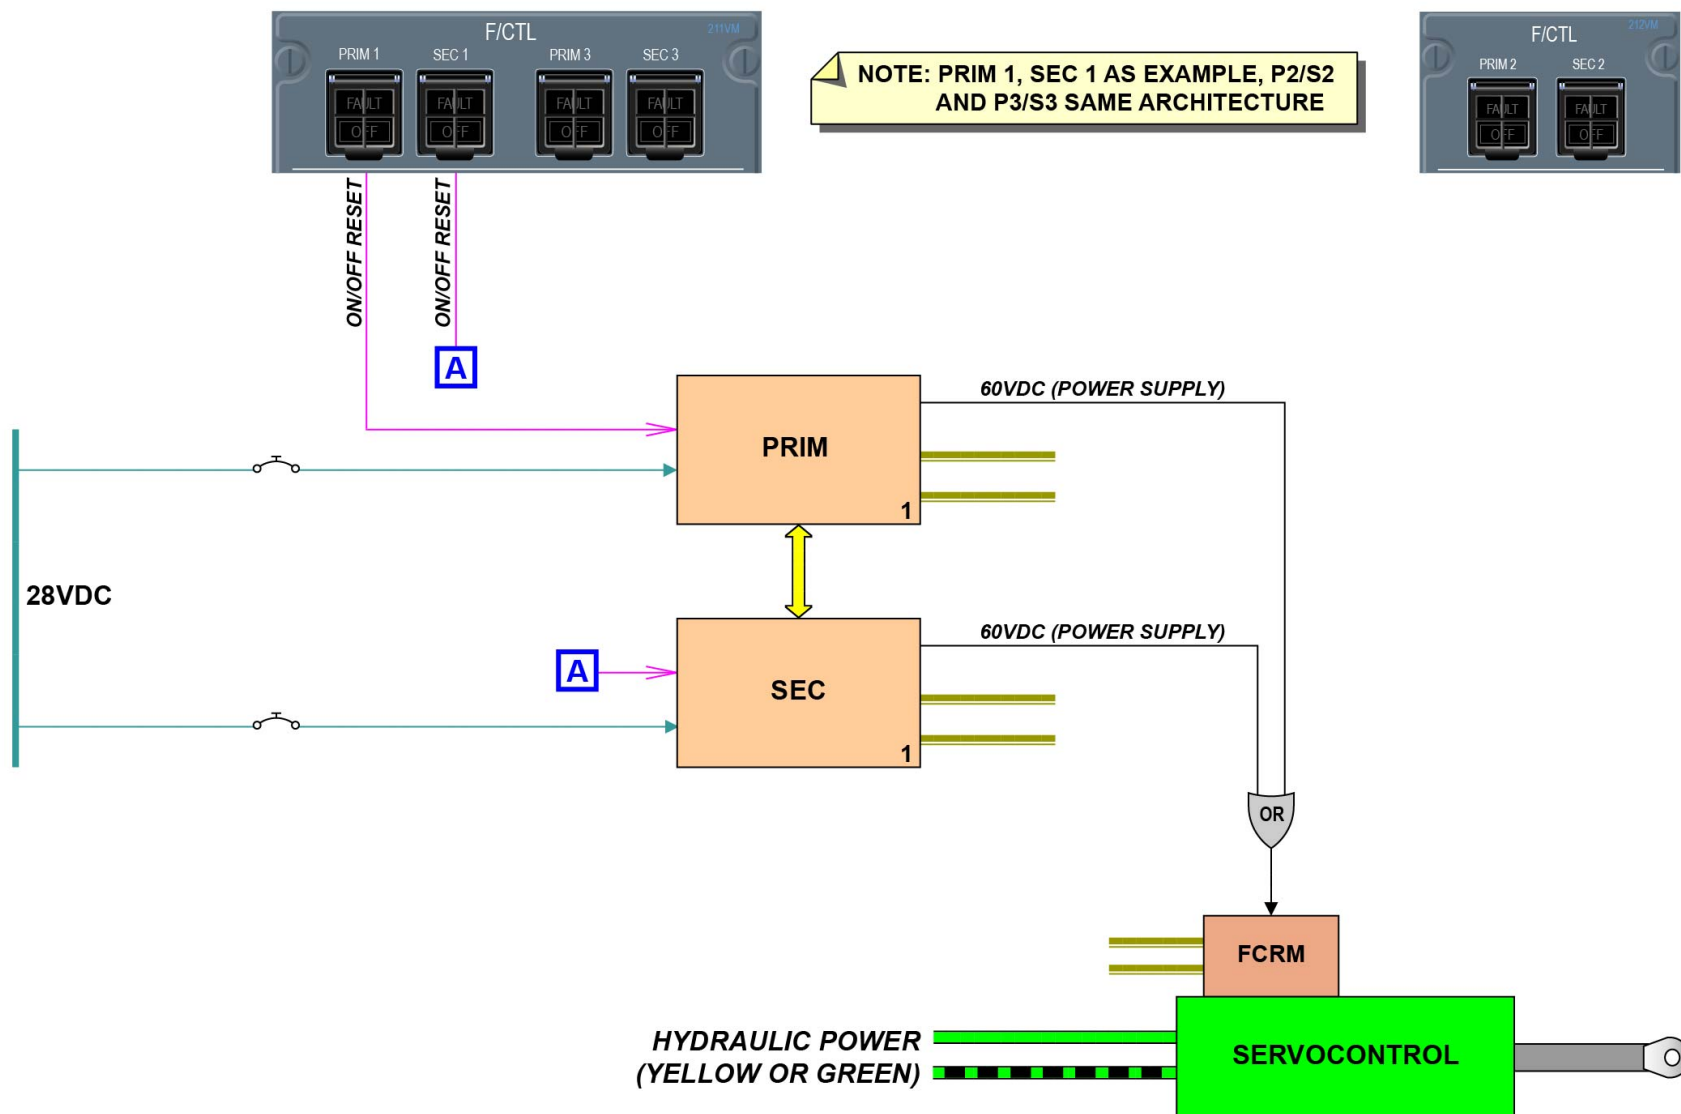 F/CTL
211VM
PRIM 1
SEC 1
PRIM 3
SEC 3
FAULT
FAULT
FAULT
FAULT
OFF
OFF
OFF
OFF
NOTE: PRIM 1, SEC 1 AS EXAMPLE, P2/S2
AND P3/S3 SAME ARCHITECTURE
F/CTL
212VM
PRIM 2
SEC 2
FAULT
FAULT
OFF
OFF
ON/OFF RESET
ON/OFF RESET
A
60VDC (POWER SUPPLY)
PRIM
1
28VDC
60VDC (POWER SUPPLY)
A
SEC
1
OR
FCRM
HYDRAULIC POWER
(YELLOW OR GREEN)
SERVOCONTROL